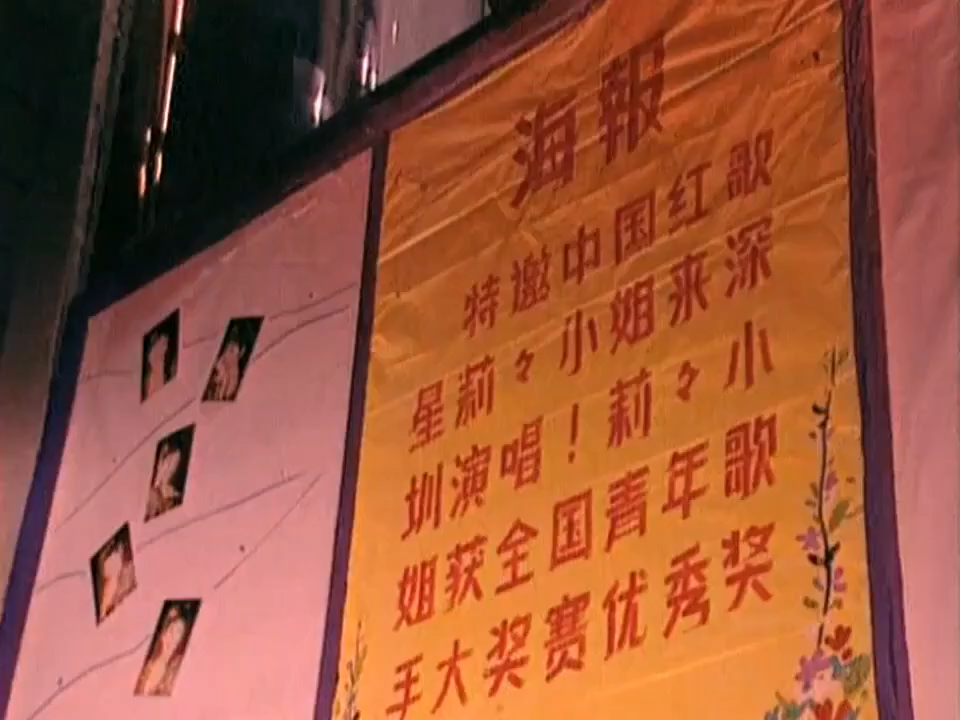 海报
特邀中国红歌
星莉々小姐来深
圳演唱！莉々小
姐获全国青年歌
手大奖赛优秀奖